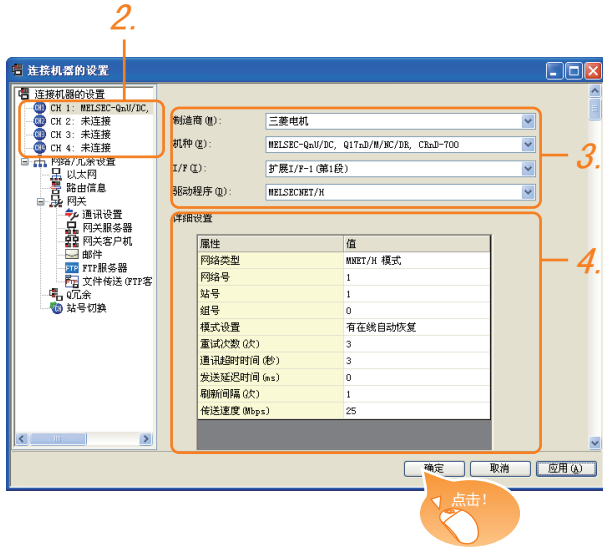 2.
连接机器的设置
连接机器的设置
CH 1: MELSEC-QnU/DC,
CH 2: 未连接
CH 3: 未连接
CH 4: 未连接
网络/冗余设置
以太网
路由信息
网关
通讯设置
网关服务器
网关客户机
邮件
FTP服务器
文件传送(FTP客
Q冗余
站号切换
制造商(M): 三菱电机
机种(E): MELSEC-QnU/DC, Q17nD/M/NC/DR, CRnD-700
I/F(I): 扩展I/F-1(第1段)
驱动程序(D): MELSECNET/H
3.
详细设置
属性 值
网络类型 MNET/H 模式
网络号 1
站号 1
组号 0
模式设置 有在线自动恢复
重试次数(次) 3
通讯超时时间(秒) 3
发送延迟时间(ms) 0
刷新间隔(次) 1
传送速度(Mbps) 25
4.
确定 取消 应用(A)
点击!